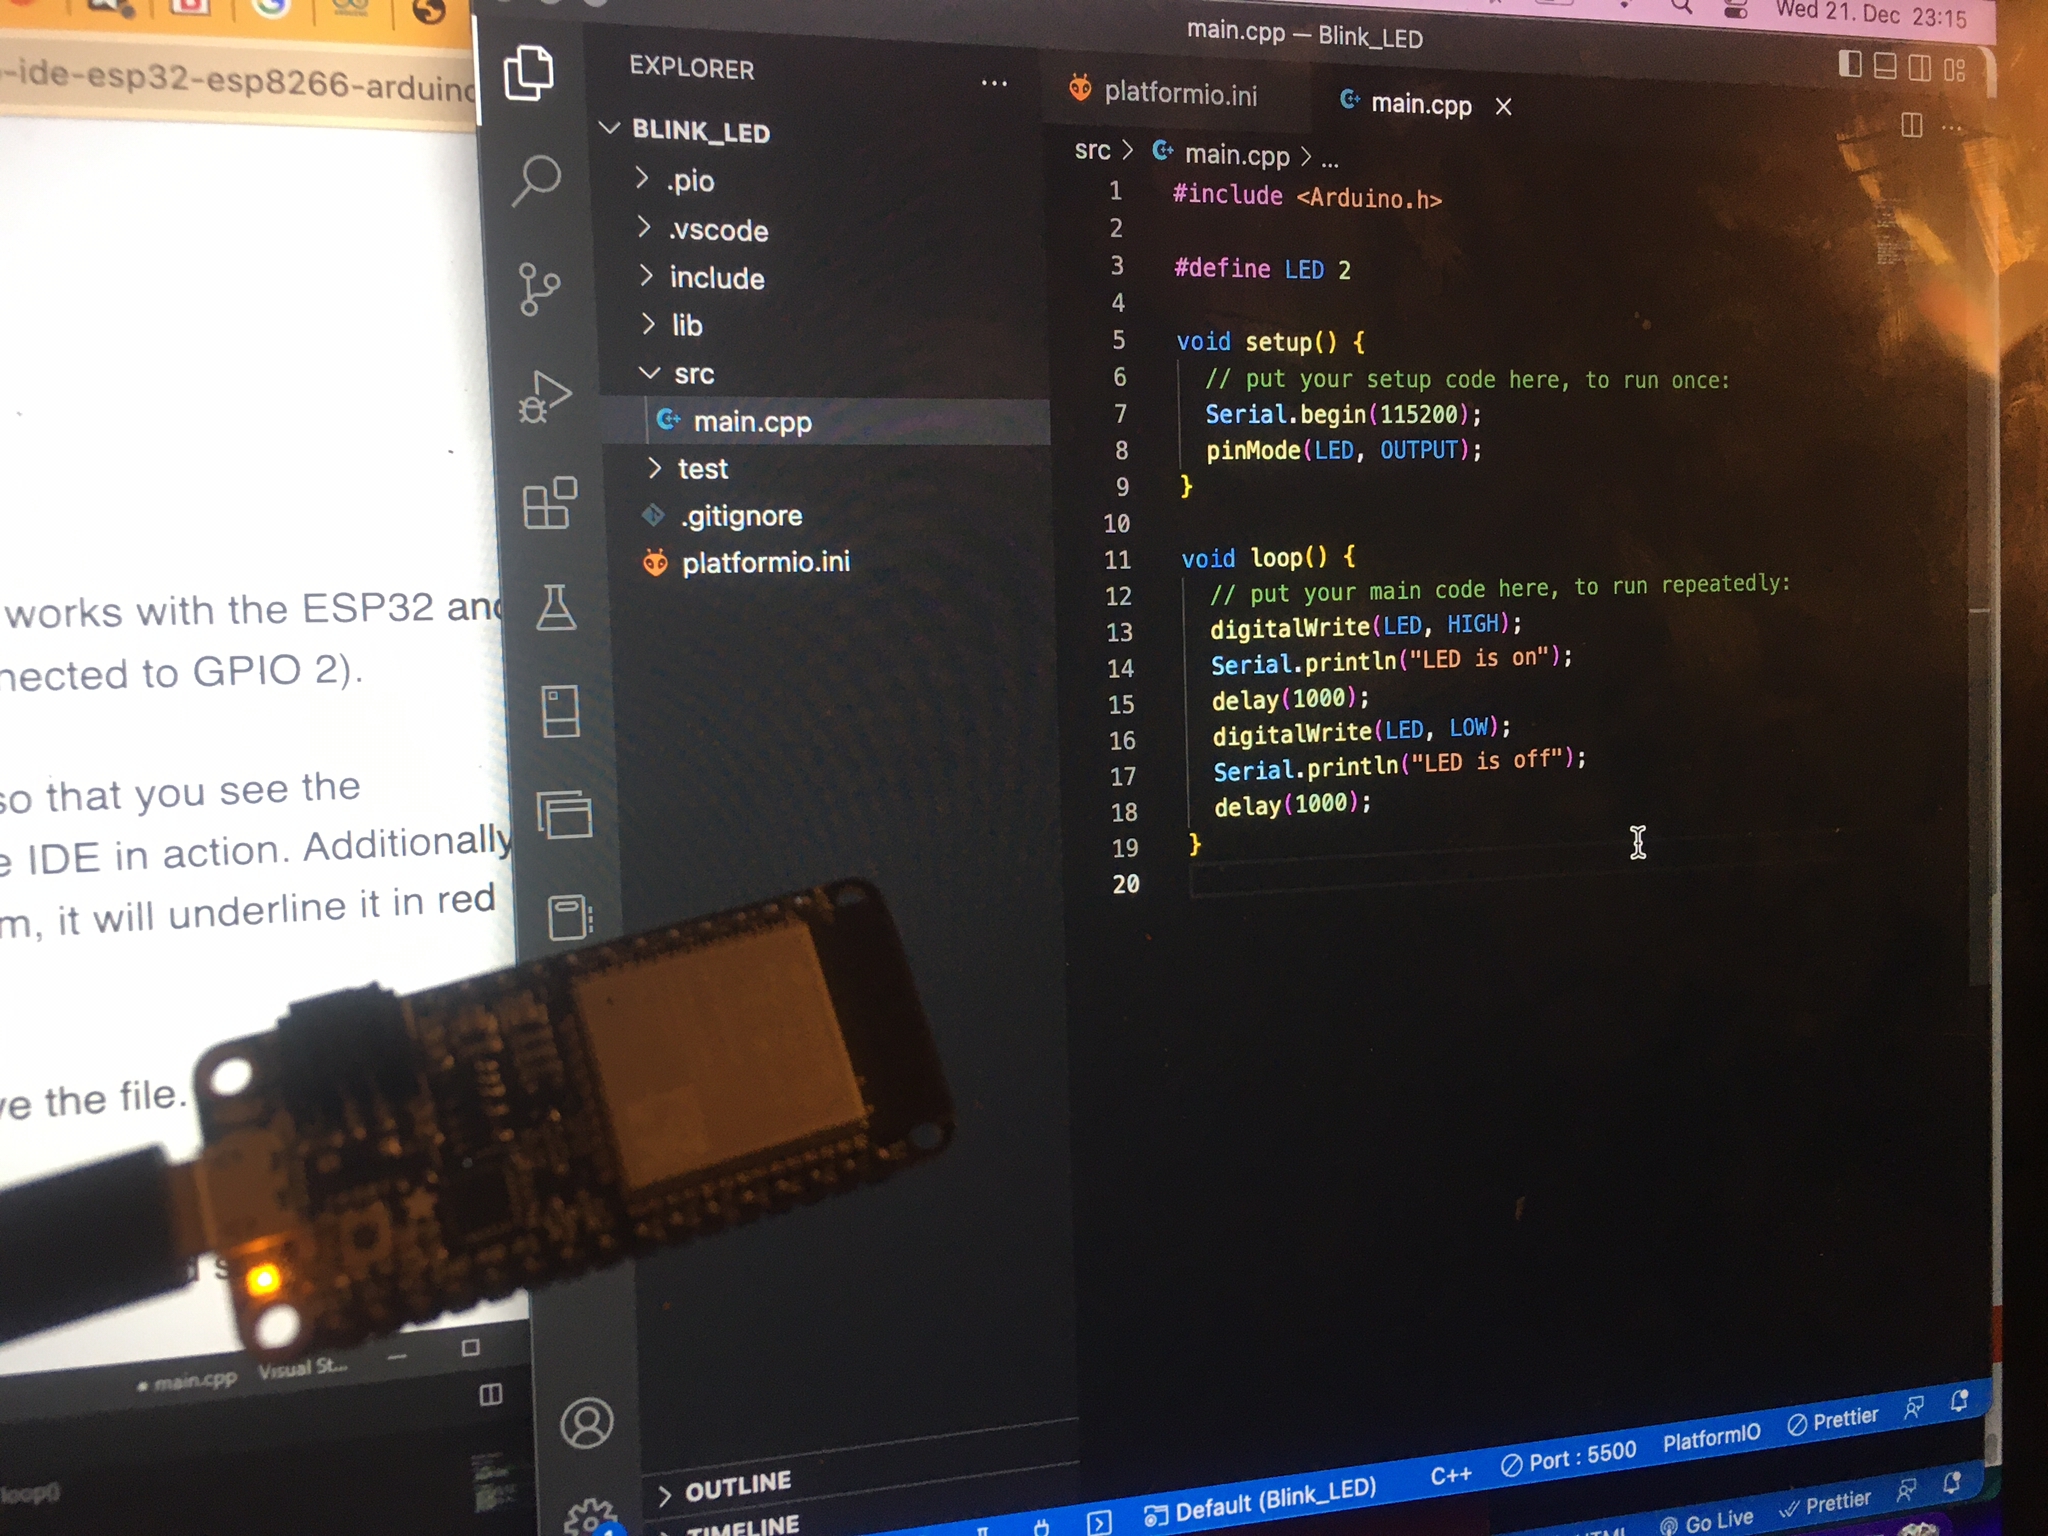 Wed 21. Dec 23:15
main.cpp — Blink_LED
-ide-esp32-esp8266-arduino
works with the ESP32 and
nected to GPIO 2).
so that you see the
e IDE in action. Additionally
m, it will underline it in red
ve the file.
main.cpp Visual St...
loop()
EXPLORER
BLINK_LED
.pio
.vscode
include
lib
src
main.cpp
test
.gitignore
platformio.ini
OUTLINE
TIMELINE
platformio.ini main.cpp
src > main.cpp > ...
1 #include <Arduino.h>
2
3 #define LED 2
4
5 void setup() {
6 // put your setup code here, to run once:
7 Serial.begin(115200);
8 pinMode(LED, OUTPUT);
9 }
10
11 void loop() {
12 // put your main code here, to run repeatedly:
13 digitalWrite(LED, HIGH);
14 Serial.println("LED is on");
15 delay(1000);
16 digitalWrite(LED, LOW);
17 Serial.println("LED is off");
18 delay(1000);
19 }
20
Default (Blink_LED) C++ Port : 5500 PlatformIO Prettier
Go Live Prettier